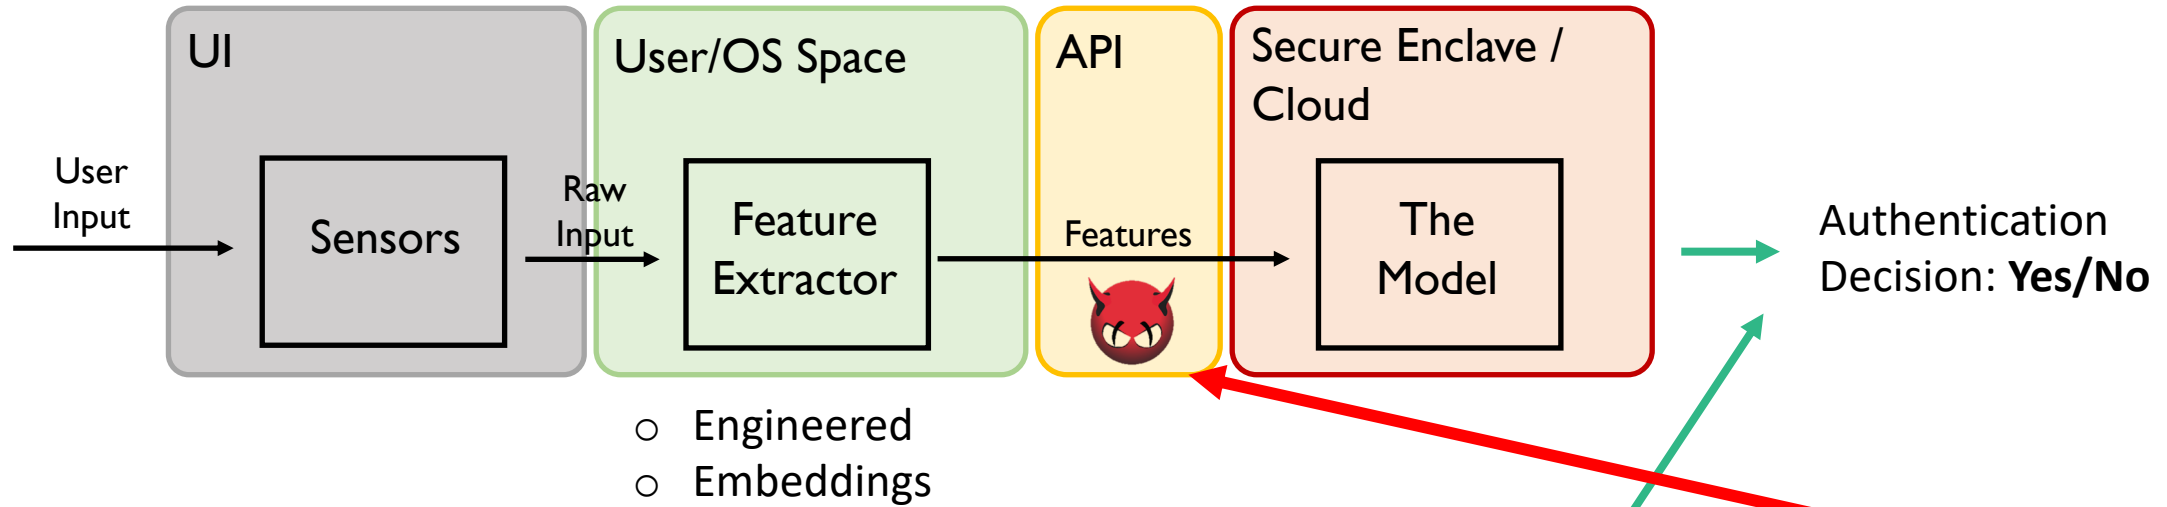 UI
User/OS Space
API
Secure Enclave /
Cloud
User
Input
Sensors
Raw
Input
Feature
Extractor
Features
The
Model
Authentication
Decision: Yes/No
o Engineered
o Embeddings